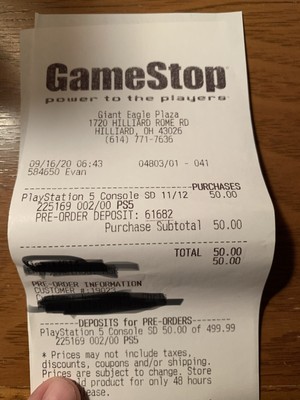 GameStop
power to the players
Giant Eagle Plaza
1720 HILLIARD ROME RD
HILLIARD, OH 43026
(614) 771-7636
09/16/20 06:43 04803/01 - 041
584650 Evan
PURCHASES
PlayStation 5 Console SD 11/12 50.00
225169 002/00 PS5
PRE-ORDER DEPOSIT: 61682
Purchase Subtotal 50.00
TOTAL 50.00
50.00
PRE-ORDER INFORMATION
CUSTOMER #:
DEPOSITS for PRE-ORDERS
PlayStation 5 Console SD 50.00 of 499.99
225169 002/00 PS5
* Prices may not include taxes,
discounts, coupons and/or shipping.
Prices are subject to change. Store
product for only 48 hours